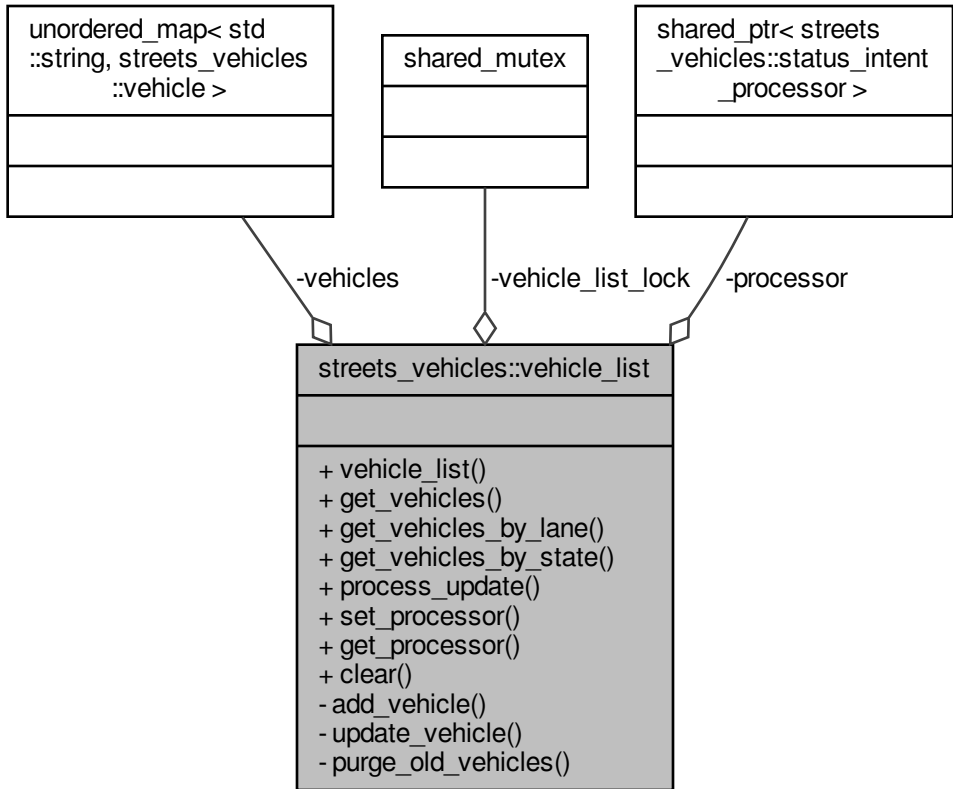 unordered_map< std
::string, streets_vehicles
::vehicle >
shared_mutex
shared_ptr< streets
_vehicles::status_intent
_processor >
-vehicles
-vehicle_list_lock
-processor
streets_vehicles::vehicle_list
+ vehicle_list()
+ get_vehicles()
+ get_vehicles_by_lane()
+ get_vehicles_by_state()
+ process_update()
+ set_processor()
+ get_processor()
+ clear()
- add_vehicle()
- update_vehicle()
- purge_old_vehicles()